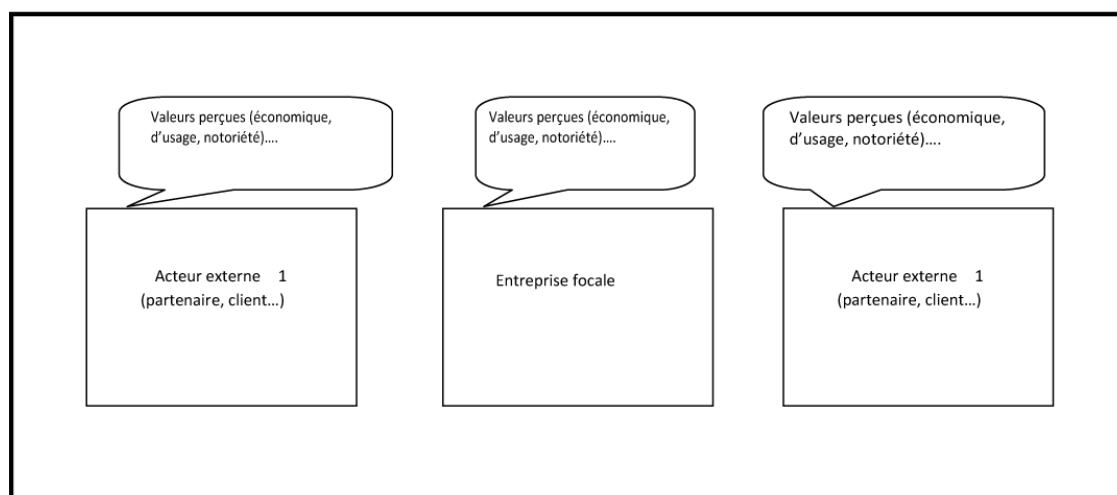 Valeurs perçues (économique,
d'usage, notoriété)....
Valeurs perçues (économique,
d'usage, notoriété)....
Valeurs perçues (économique,
d'usage, notoriété)....
Acteur externe 1
(partenaire, client…)
Entreprise focale
Acteur externe 1
(partenaire, client…)